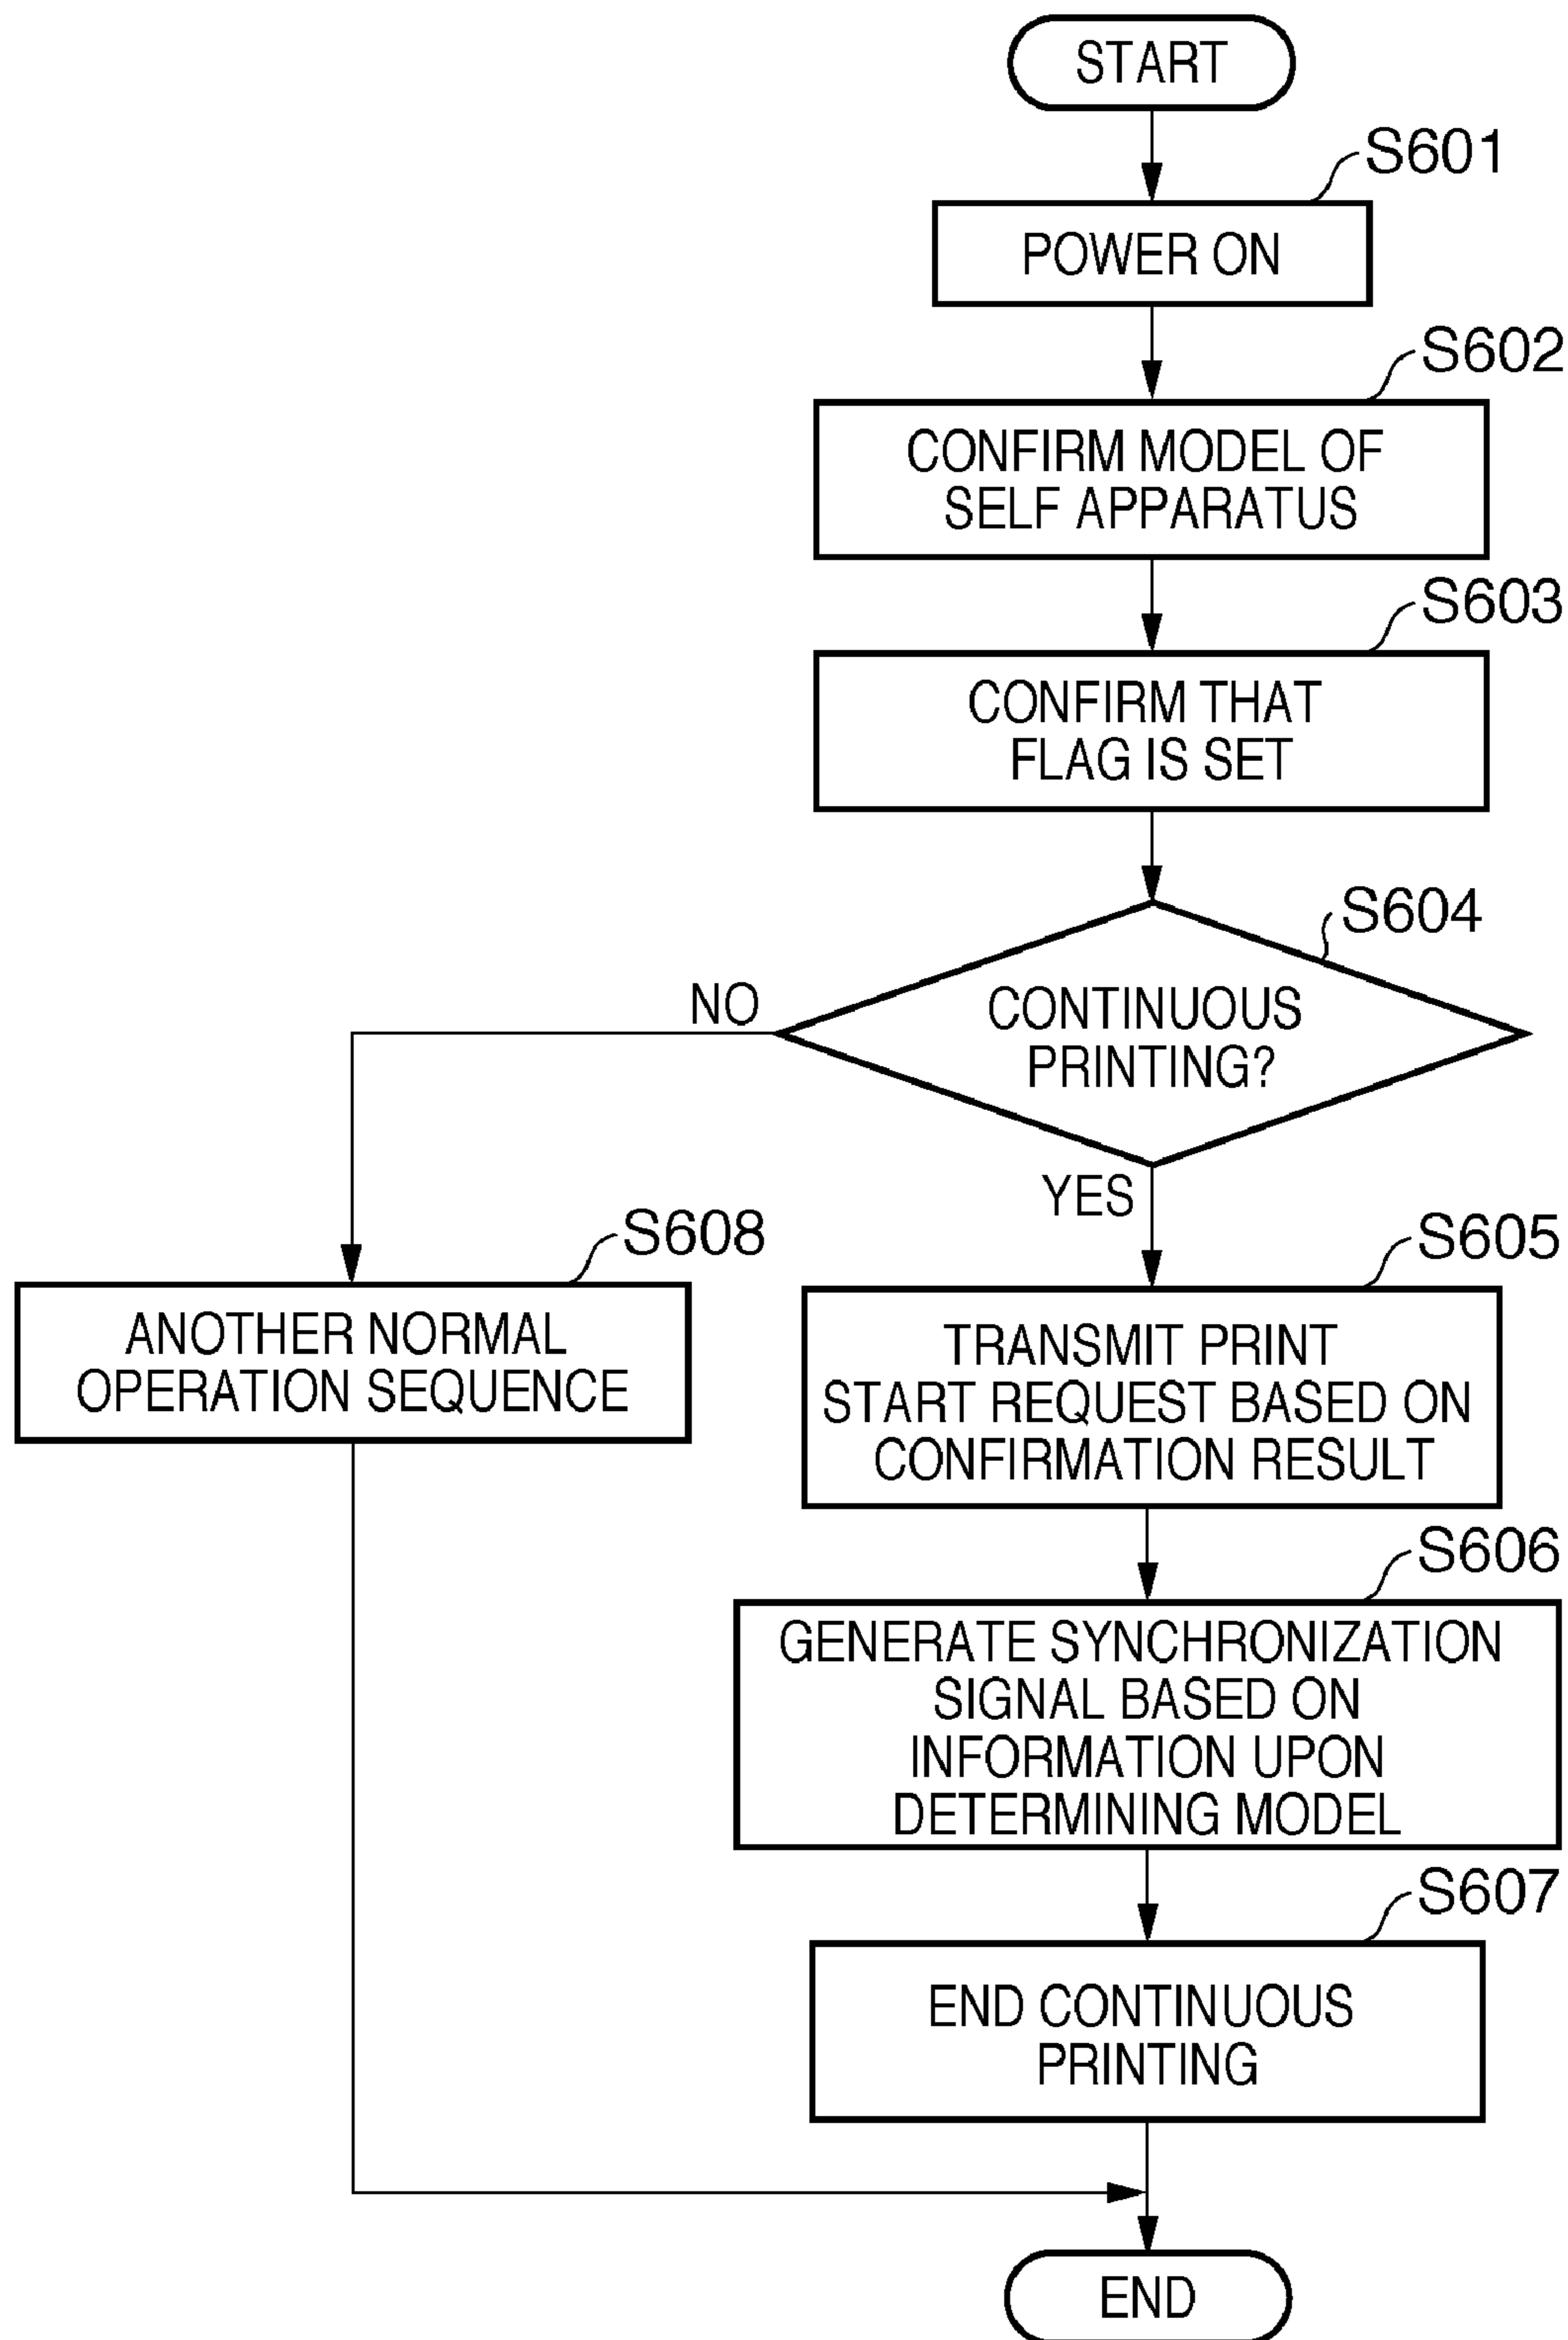 START
S601
POWER ON
S602
CONFIRM MODEL OF
SELF APPARATUS
S603
CONFIRM THAT
FLAG IS SET
S604
CONTINUOUS
PRINTING?
NO
YES
S608
ANOTHER NORMAL
OPERATION SEQUENCE
S605
TRANSMIT PRINT
START REQUEST BASED ON
CONFIRMATION RESULT
S606
GENERATE SYNCHRONIZATION
SIGNAL BASED ON
INFORMATION UPON
DETERMINING MODEL
S607
END CONTINUOUS
PRINTING
END